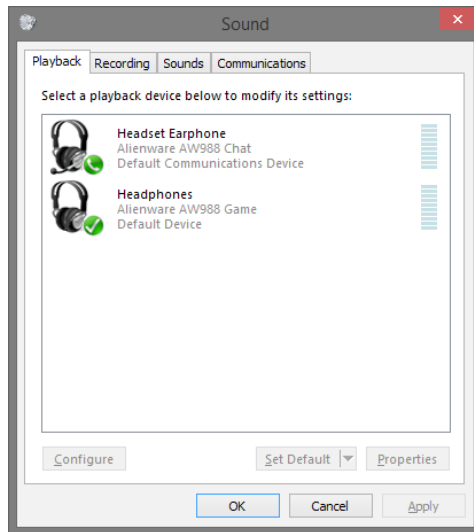 Sound
Playback Recording Sounds Communications
Select a playback device below to modify its settings:
Headset Earphone
Alienware AW988 Chat
Default Communications Device
Headphones
Alienware AW988 Game
Default Device
Configure Set Default Properties
OK Cancel Apply